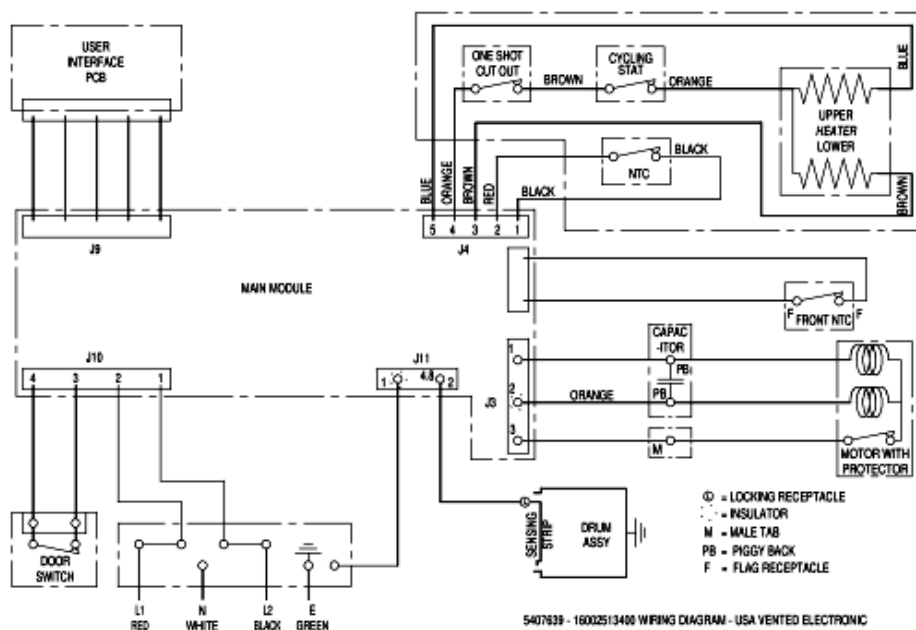 USER
INTERFACE
PCB
ONE SHOT
CUT OUT
BROWN
CYCLING
STAT
ORANGE
BLUE
UPPER
HEATER
LOWER
BROWN
BLACK
NTC
BLACK
BLUE
ORANGE
BROWN
RED
5 4 3 2 1
J9
J4
MAIN MODULE
F FRONT NTC F
CAPAC
-ITOR
PB
PB
ORANGE
1
2
3
J3
M
MOTOR WITH
PROTECTOR
J10
4 3 2 1
J11
1 4.8 2
DOOR
SWITCH
L1
RED
N
WHITE
L2
BLACK
E
GREEN
L
SENSING
STRIP
DRUM
ASSY
L = LOCKING RECEPTACLE
= INSULATOR
M = MALE TAB
PB = PIGGY BACK
F = FLAG RECEPTACLE
5407639 - 16002513400 WIRING DIAGRAM - USA VENTED ELECTRONIC